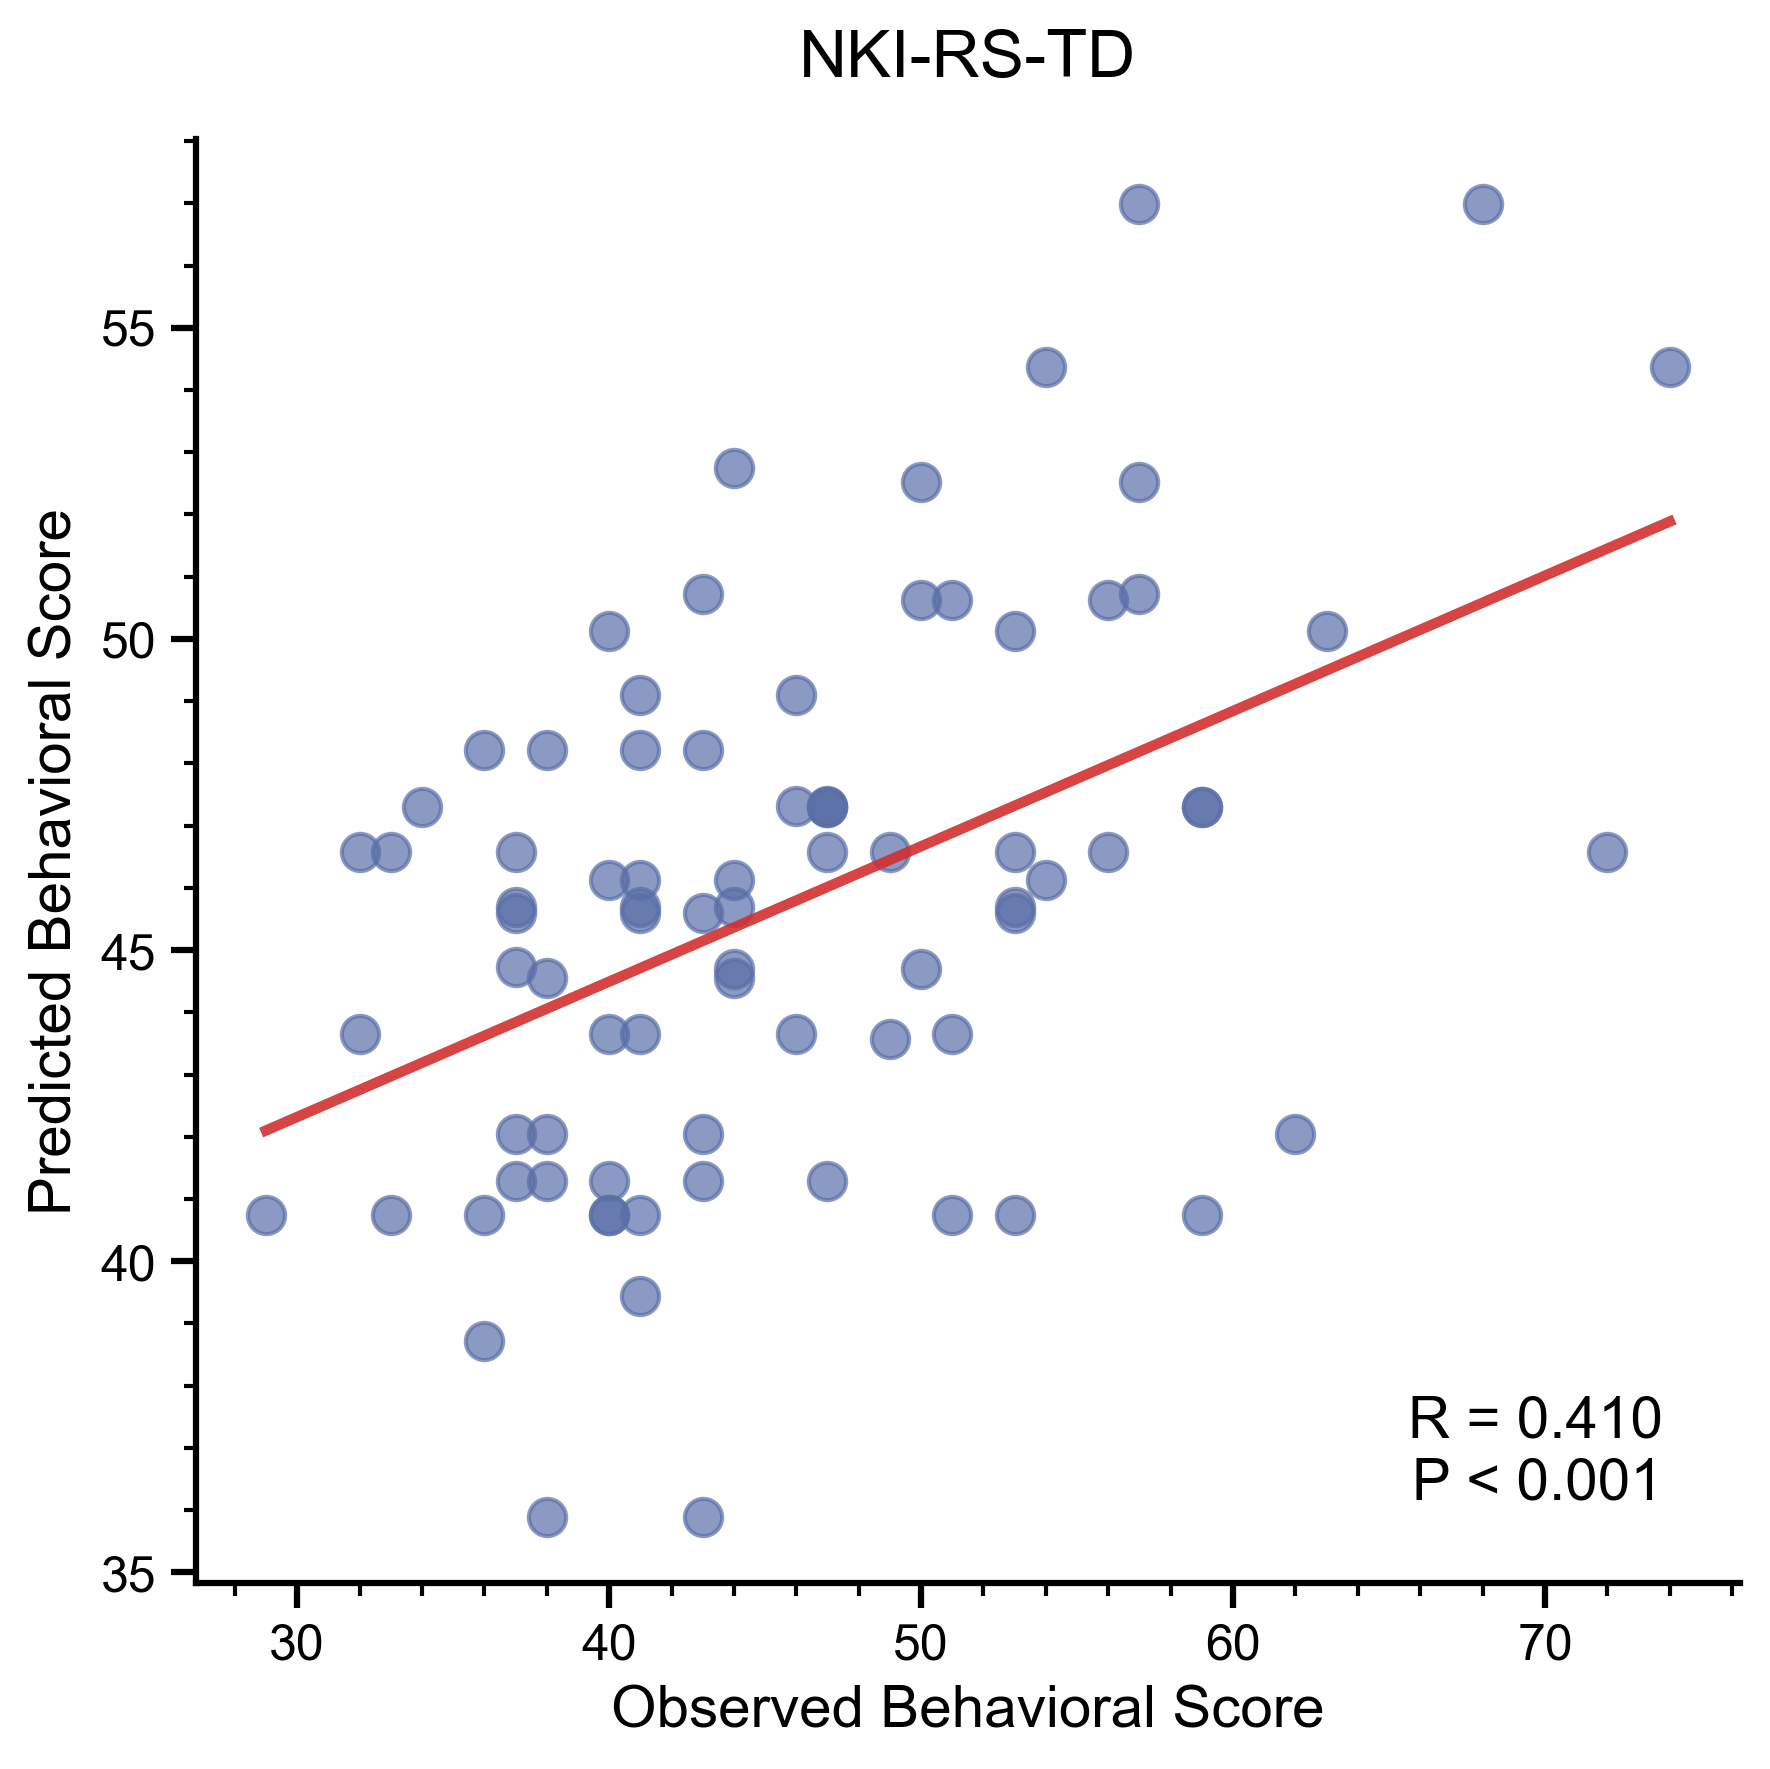 NKI-RS-TD
Predicted Behavioral Score
55
50
45
40
35
R = 0.410
P < 0.001
30 40 50 60 70
Observed Behavioral Score